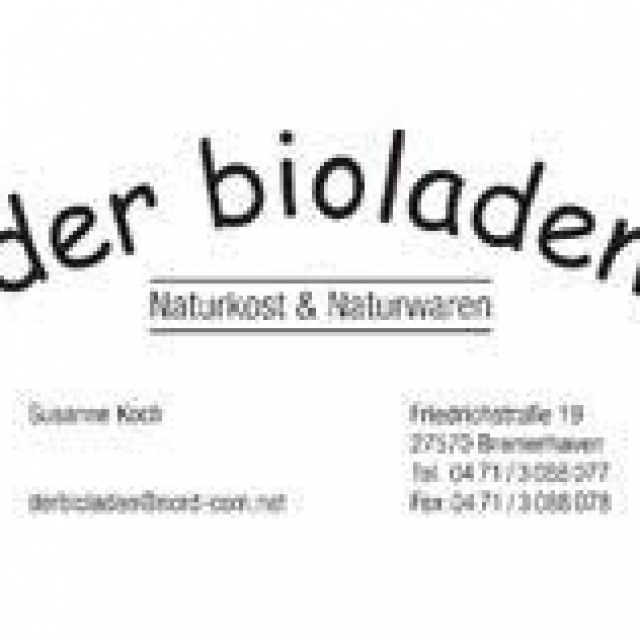 der bioladen
Naturkost & Naturwaren
Susanne Koch
Friedrichstraße 19
27570 Bremerhaven
Tel. 04 71 / 3 088 077
derbioladen@nord-com.net
Fax 04 71 / 3 088 078